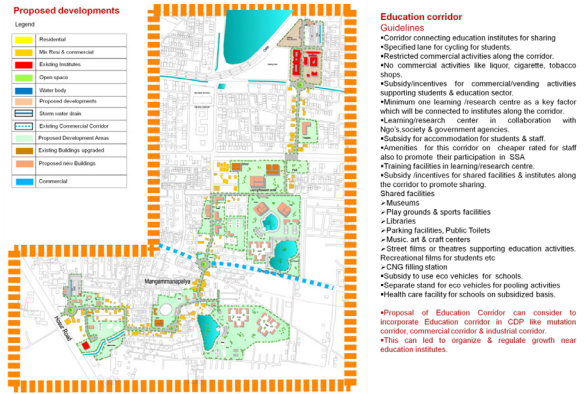 Proposed developments
Legend
Residential
Mix Resi & commercial
Existing Institutes
Open space
Water body
Proposed developments
Storm water drain
Existing Commercial Corridor
Proposed Development Areas
Existing Buildings upgraded
Proposed new Buildings
Commercial
Mangammanapalya
Hosur Road
Education corridor
Guidelines
▪Corridor connecting education institutes for sharing
▪Specified lane for cycling for students.
▪Restricted commercial activities along the corridor.
▪No commercial activities like liquor, cigarette, tobacco
shops.
▪Subsidy/incentives for commercial/vending activities
supporting students & education sector.
▪Minimum one learning /research centre as a key factor
which will be connected to institutes along the corridor.
▪Learning/research center in collaboration with
Ngo's,society & government agencies.
▪Subsidy for accommodation for students & staff.
▪Amenities for this corridor on cheaper rated for staff
also to promote their participation in SSA
▪Training facilities in learning/research centre.
▪Subsidy /incentives for shared facilities & institutes along
the corridor to promote sharing.
Shared facilities
➢Museums
➢Play grounds & sports facilities
➢Libraries
➢Parking facilities, Public Toilets
➢Music, art & craft centers
➢Street films or theatres supporting education activities,
Recreational films for students etc
➢CNG filling station
▪Subsidy to use eco vehicles for schools.
▪Separate stand for eco vehicles for pooling activities
▪Health care facility for schools on subsidized basis.
▪Proposal of Education Corridor can consider to
incorporate Education corridor in CDP like mutation
corridor, commercial corridor & industrial corridor.
▪This can led to organize & regulate growth near
education institutes.